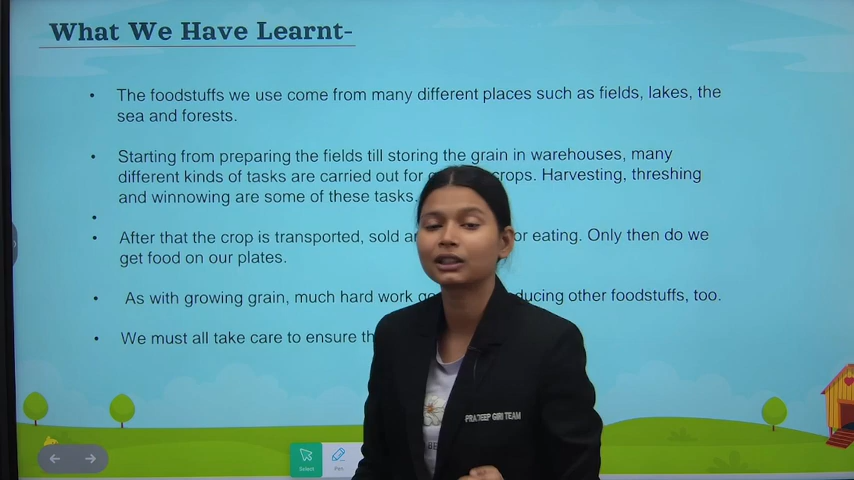 What We Have Learnt-
• The foodstuffs we use come from many different places such as fields, lakes, the
sea and forests.
• Starting from preparing the fields till storing the grain in warehouses, many
different kinds of tasks are carried out for crops. Harvesting, threshing
and winnowing are some of these tasks.
•
• After that the crop is transported, sold or eating. Only then do we
get food on our plates.
• As with growing grain, much hard work other foodstuffs, too.
• We must all take care to ensure
PRADEEP GIRI TEAM
Select
Pen